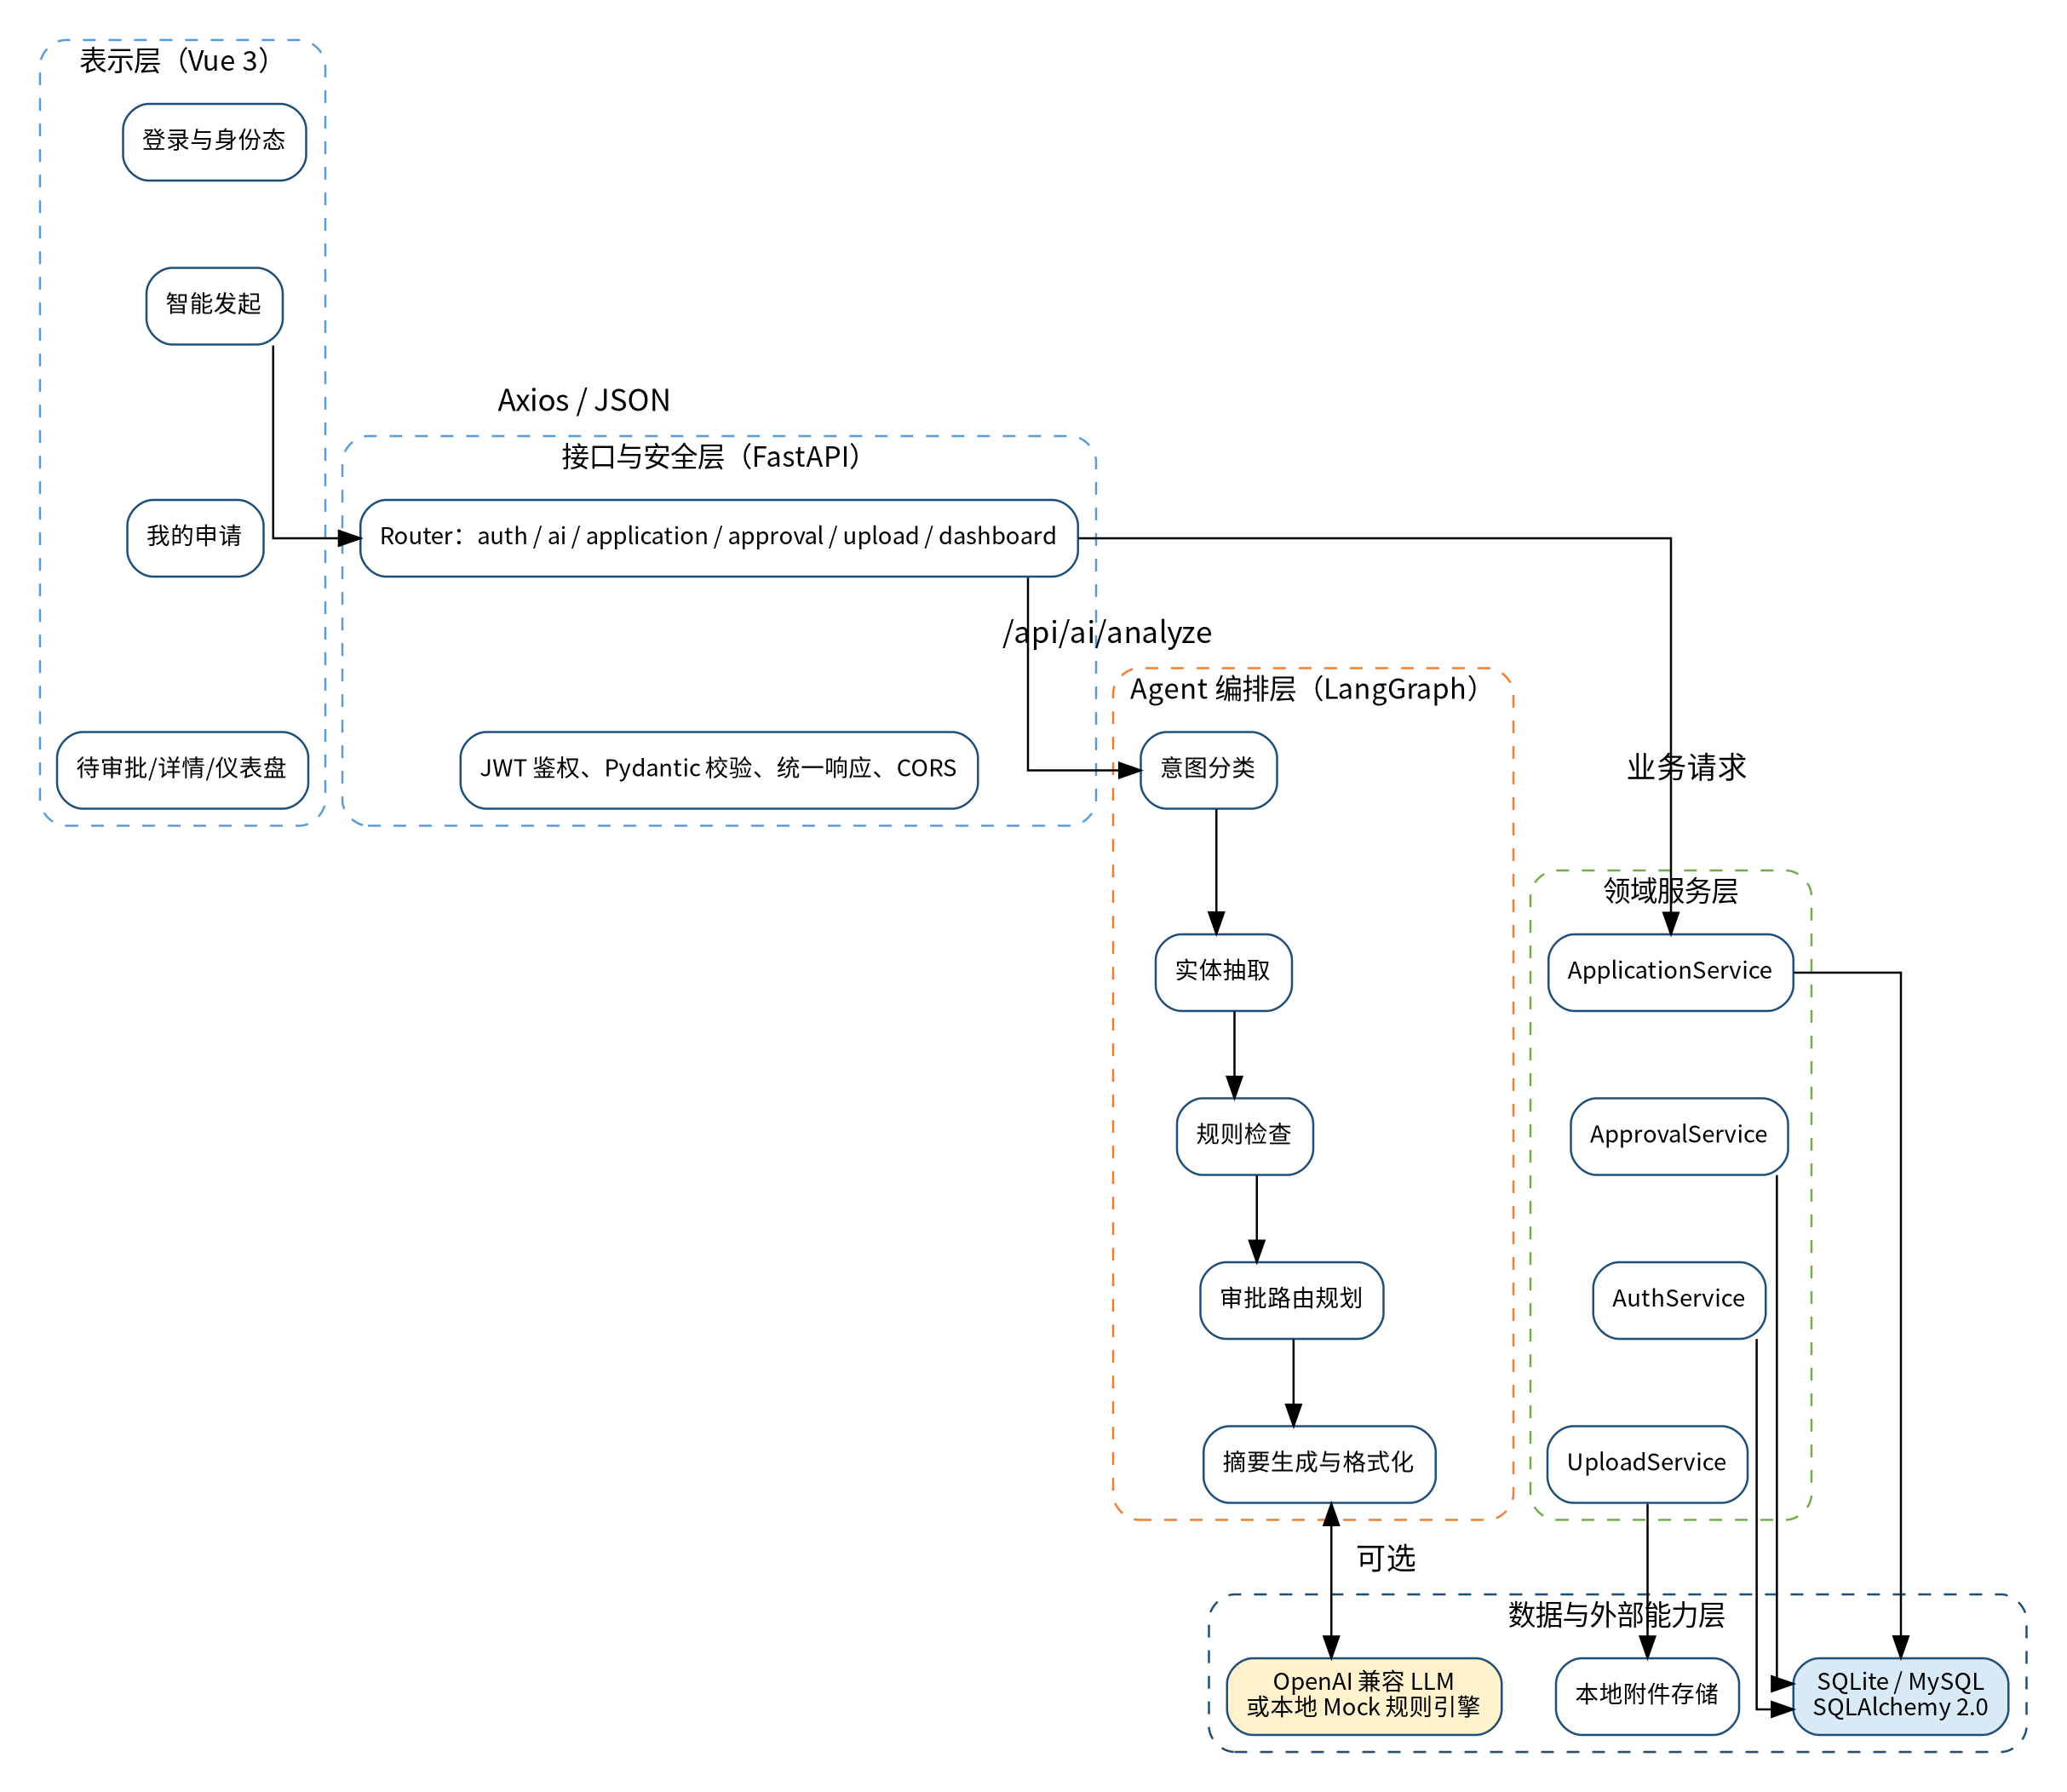 表示层（Vue 3）
登录与身份态
智能发起
我的申请
待审批/详情/仪表盘
Axios / JSON
接口与安全层（FastAPI）
Router：auth / ai / application / approval / upload / dashboard
JWT 鉴权、Pydantic 校验、统一响应、CORS
/api/ai/analyze
Agent 编排层（LangGraph）
意图分类
实体抽取
规则检查
审批路由规划
摘要生成与格式化
业务请求
领域服务层
ApplicationService
ApprovalService
AuthService
UploadService
可选
数据与外部能力层
OpenAI 兼容 LLM
或本地 Mock 规则引擎
本地附件存储
SQLite / MySQL
SQLAlchemy 2.0